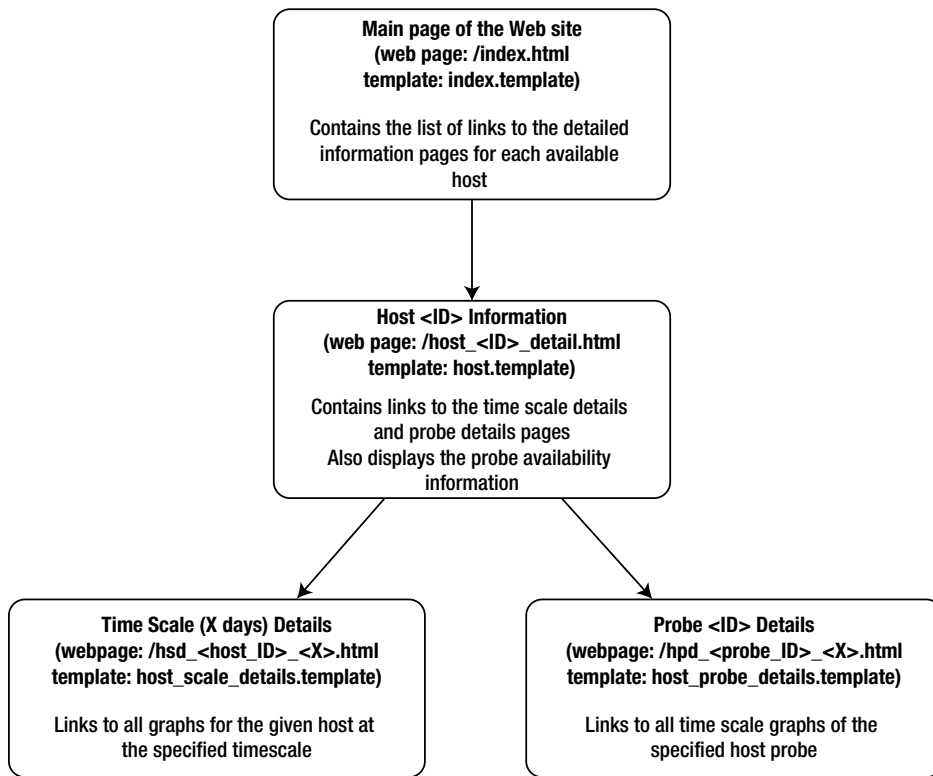 Main page of the Web site
(web page: /index.html
template: index.template)
Contains the list of links to the detailed
information pages for each available
host
Host <ID> Information
(web page: /host_<ID>_detail.html
template: host.template)
Contains links to the time scale details
and probe details pages
Also displays the probe availability
information
Time Scale (X days) Details
(webpage: /hsd_<host_ID>_<X>.html
template: host_scale_details.template)
Links to all graphs for the given host at
the specified timescale
Probe <ID> Details
(webpage: /hpd_<probe_ID>_<X>.html
template: host_probe_details.template)
Links to all time scale graphs of the
specified host probe